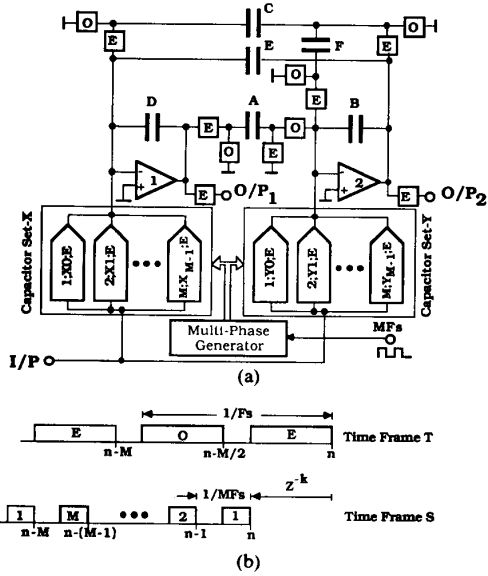 C
O
E
E
O
E
F
O
E
D
E
A
O
B
O
E
1
2
E
O/P1
E
O/P2
Capacitor Set-X
1;X0;E
2;X1;E
M;XM-1;E
1;Y0;E
2;Y1;E
M;YM-1;E
Capacitor Set-Y
Multi-Phase
Generator
MFs
I/P
(a)
1/Fs
E
O
E
Time Frame T
n-M
n-M/2
n
1/MFs
Z-k
1
M
2
1
Time Frame S
n-M
n-(M-1)
n-1
n
(b)